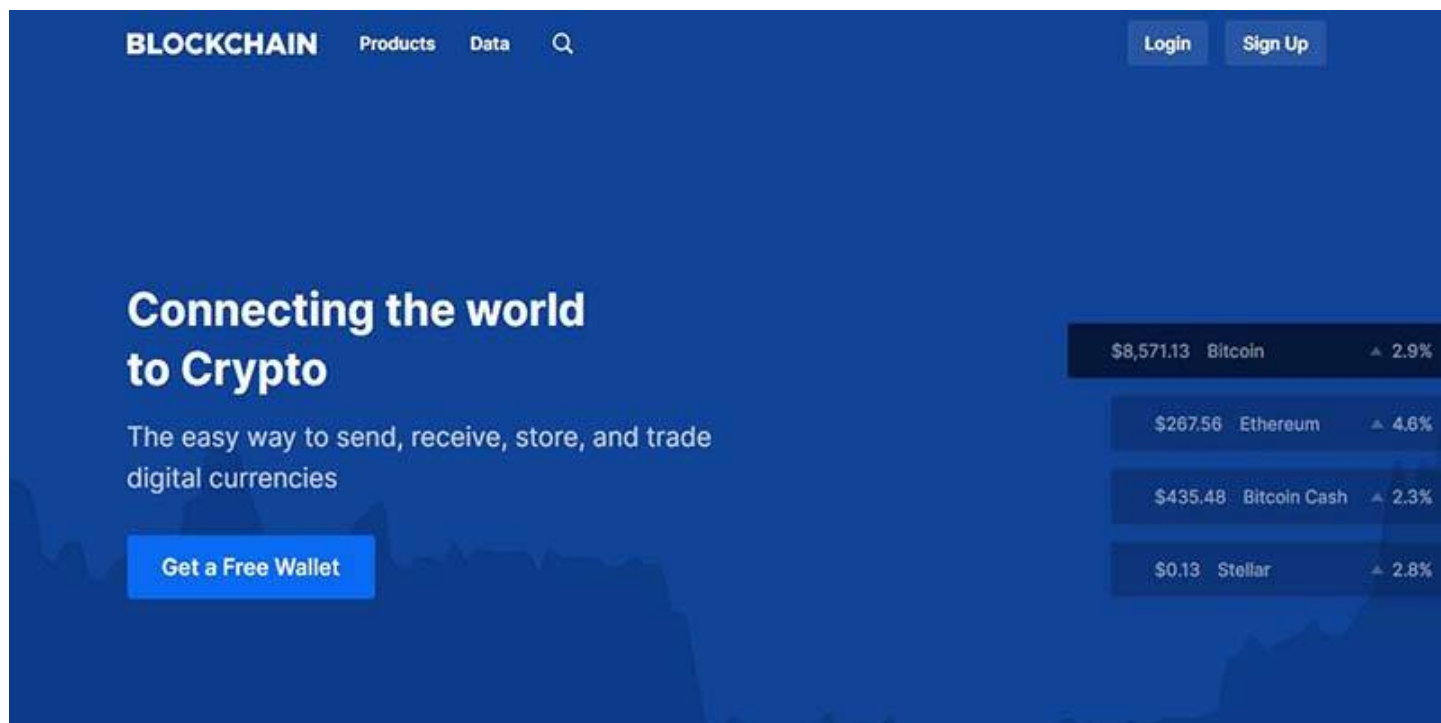 BLOCKCHAIN Products Data Login Sign Up
Connecting the world
to Crypto
The easy way to send, receive, store, and trade
digital currencies
Get a Free Wallet
$8,571.13 Bitcoin ▲ 2.9%
$267.56 Ethereum ▲ 4.6%
$435.48 Bitcoin Cash ▲ 2.3%
$0.13 Stellar ▲ 2.8%